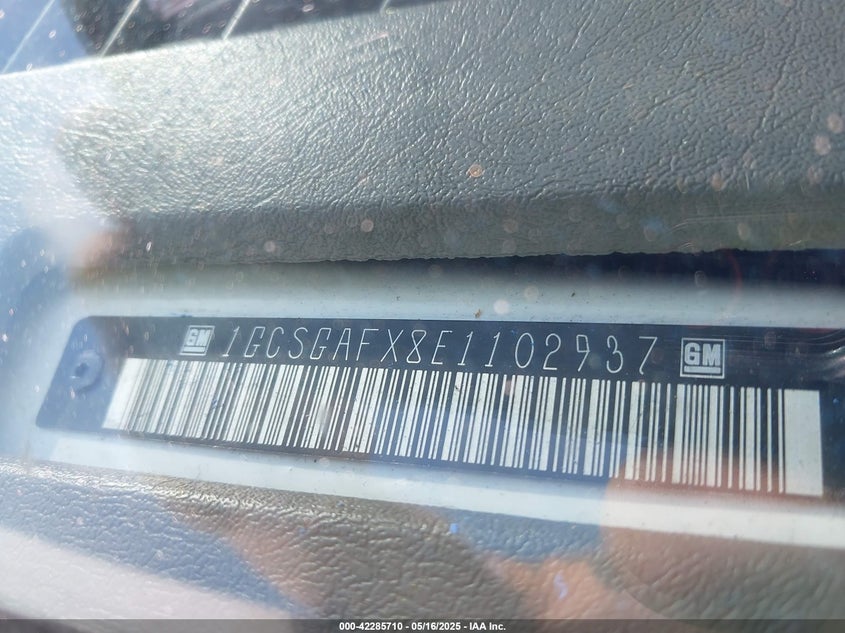 GM 1GCSGAFX8E1102937 GM
000-42285710 - 05/16/2025 - IAA Inc.